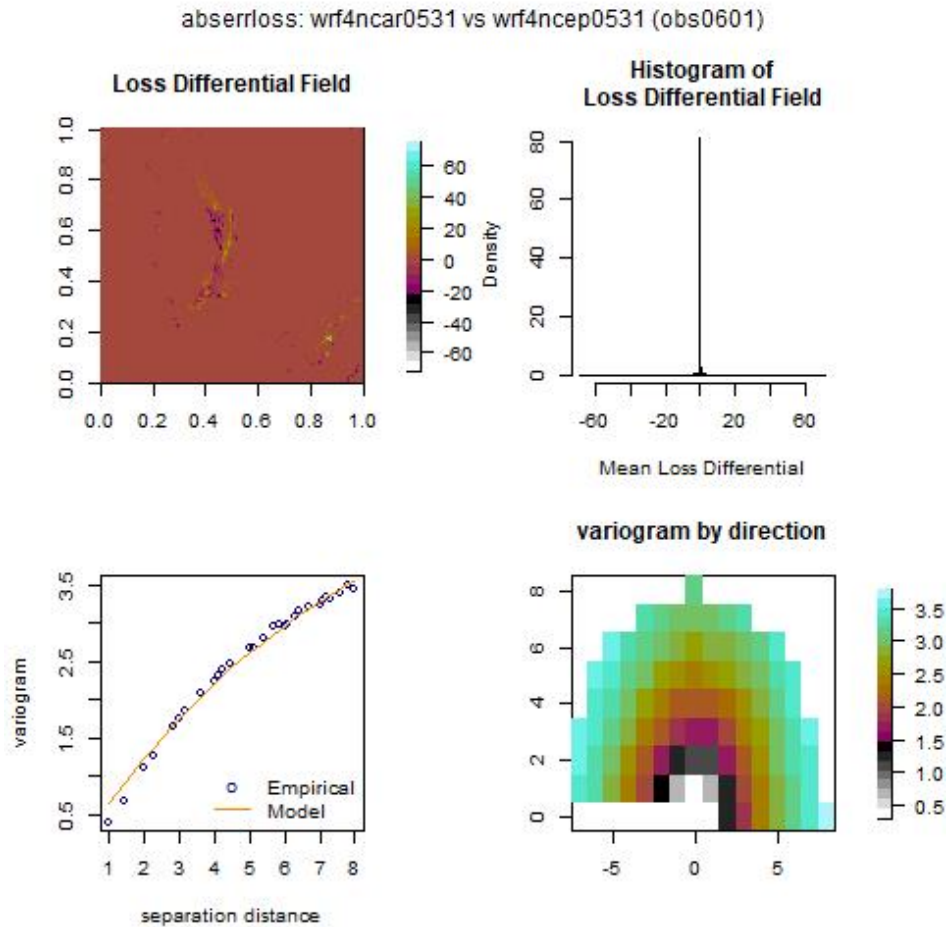 abserrloss: wrf4ncar0531 vs wrf4ncep0531 (obs0601)
Loss Differential Field
1.0
0.8
0.6
0.4
0.2
0.0
0.0 0.2 0.4 0.6 0.8 1.0
60
40
20
0
-20
-40
-60
Histogram of
Loss Differential Field
Density
80
60
40
20
0
-60 -20 20 60
Mean Loss Differential
variogram
3.5
2.5
1.5
0.5
Empirical
Model
1 2 3 4 5 6 7 8
separation distance
variogram by direction
8
6
4
2
0
-5 0 5
3.5
3.0
2.5
2.0
1.5
1.0
0.5